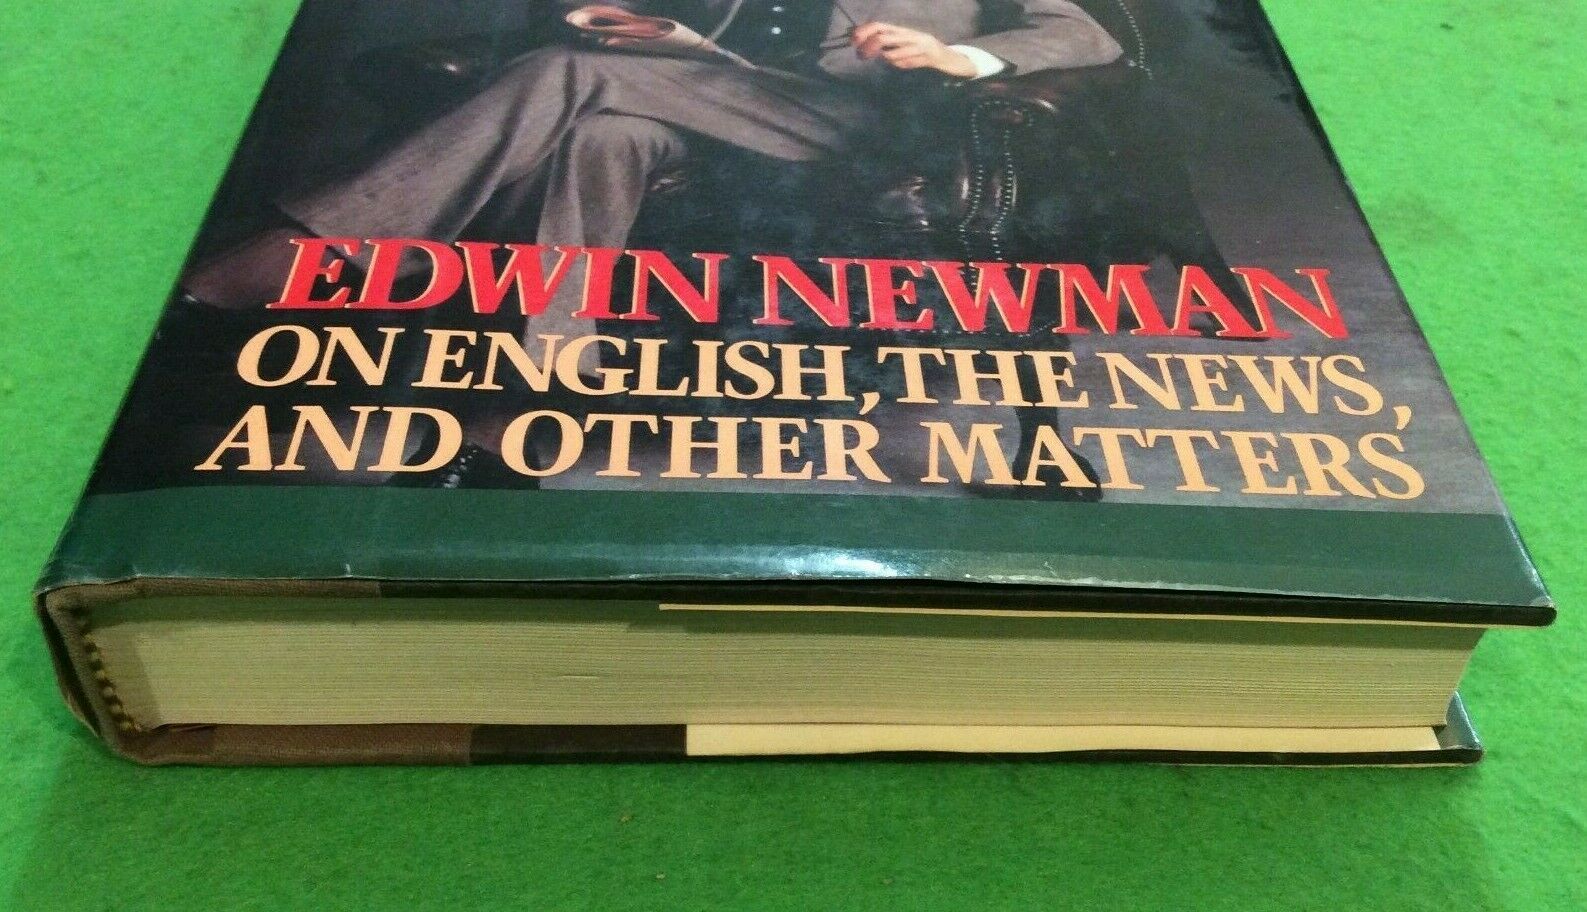 EDWIN NEWMAN
ON ENGLISH, THE NEWS,
AND OTHER MATTERS